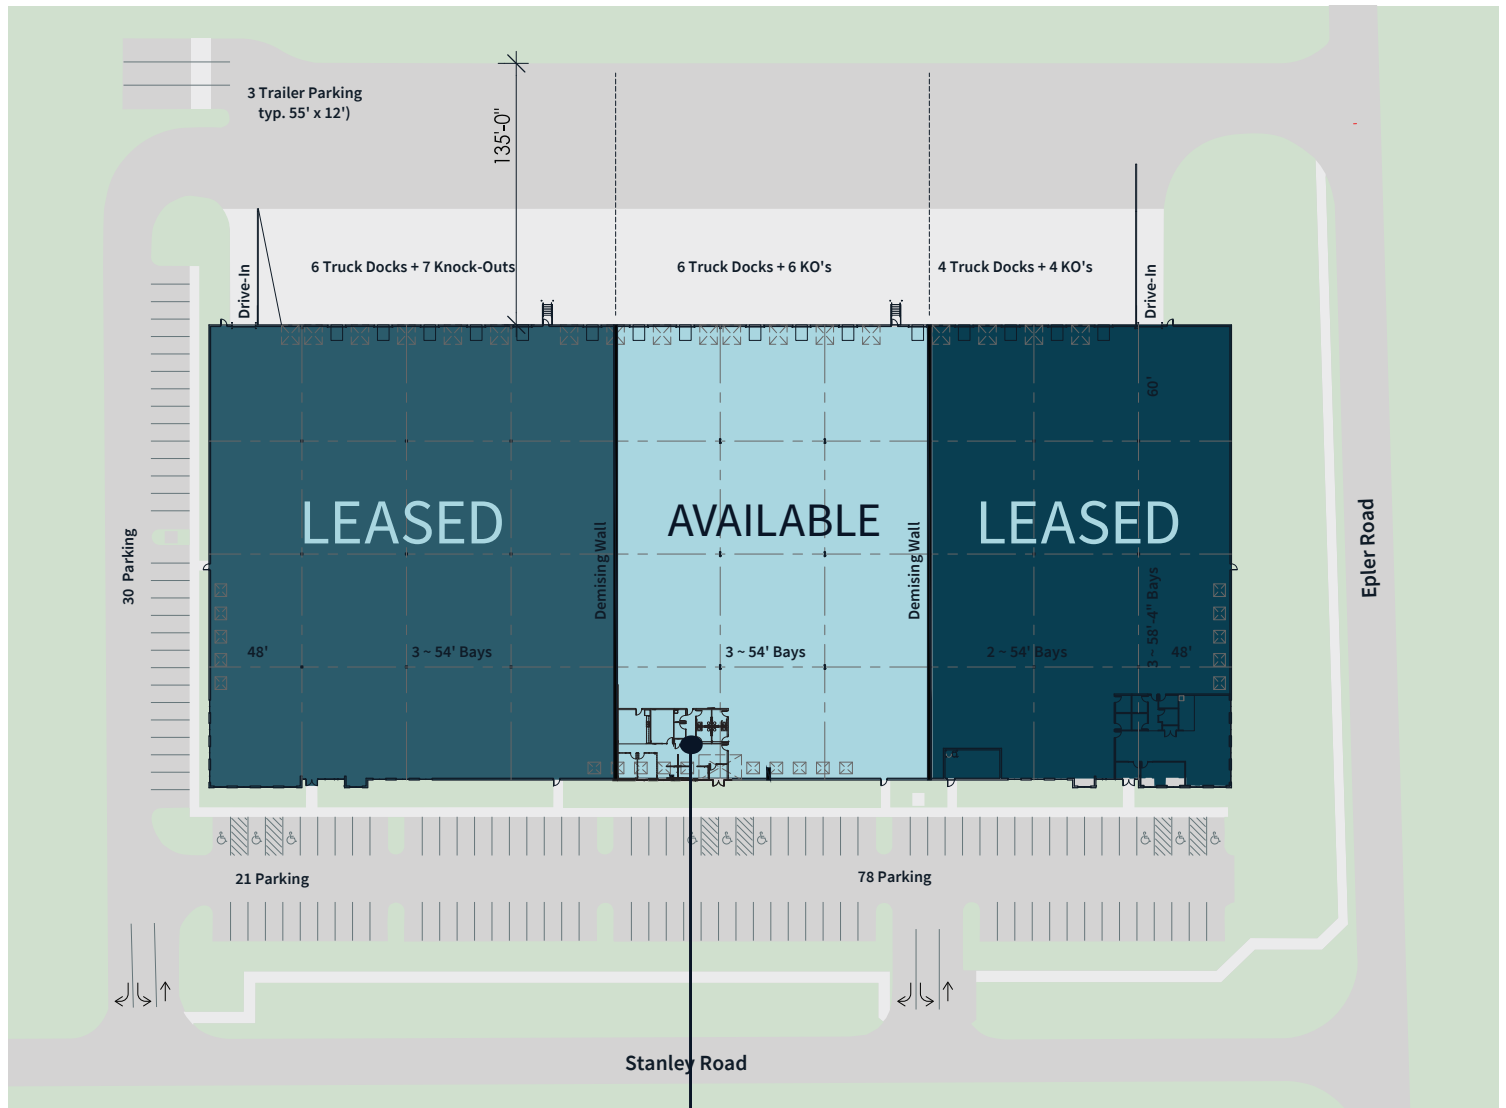 3 Trailer Parking
typ. 55' x 12')
135'-0"
Drive-In
6 Truck Docks + 7 Knock-Outs
6 Truck Docks + 6 KO's
4 Truck Docks + 4 KO's
Drive-In
60'
LEASED
AVAILABLE
LEASED
Demising Wall
Demising Wall
30 Parking
Epler Road
3 ~ 58'-4" Bays
48'
3 ~ 54' Bays
3 ~ 54' Bays
2 ~ 54' Bays
48'
21 Parking
78 Parking
Stanley Road